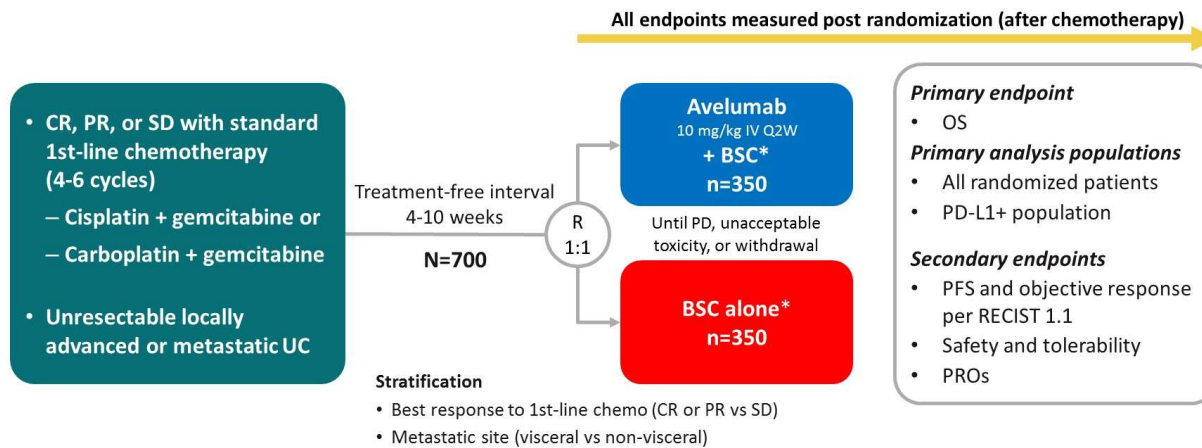 All endpoints measured post randomization (after chemotherapy)
• CR, PR, or SD with standard
1st-line chemotherapy
(4-6 cycles)
– Cisplatin + gemcitabine or
– Carboplatin + gemcitabine
• Unresectable locally
advanced or metastatic UC
Treatment-free interval
4-10 weeks
N=700
R
1:1
Avelumab
10 mg/kg IV Q2W
+ BSC*
n=350
Until PD, unacceptable
toxicity, or withdrawal
BSC alone*
n=350
Stratification
• Best response to 1st-line chemo (CR or PR vs SD)
• Metastatic site (visceral vs non-visceral)
Primary endpoint
• OS
Primary analysis populations
• All randomized patients
• PD-L1+ population
Secondary endpoints
• PFS and objective response
per RECIST 1.1
• Safety and tolerability
• PROs